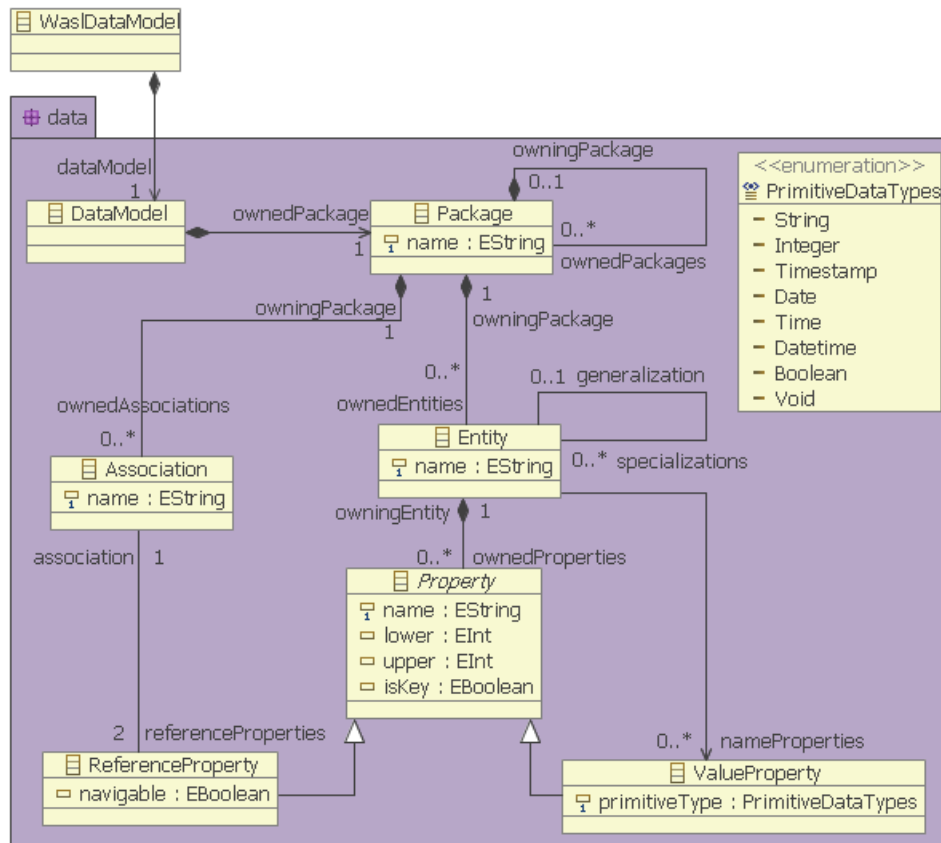 WaslDataModel
data
dataModel
1
DataModel
ownedPackage
1
Package
name : EString
owningPackage
0..1
0..*
ownedPackages
<<enumeration>>
PrimitiveDataTypes
String
Integer
Timestamp
Date
Time
Datetime
Boolean
Void
owningPackage
1
1
owningPackage
0..*
ownedEntities
0..1 generalization
ownedAssociations
0..*
Entity
name : EString
0..* specializations
Association
name : EString
owningEntity 1
association 1
0..* ownedProperties
Property
name : EString
lower : EInt
upper : EInt
isKey : EBoolean
2 referenceProperties
0..* nameProperties
ReferenceProperty
navigable : EBoolean
ValueProperty
primitiveType : PrimitiveDataTypes